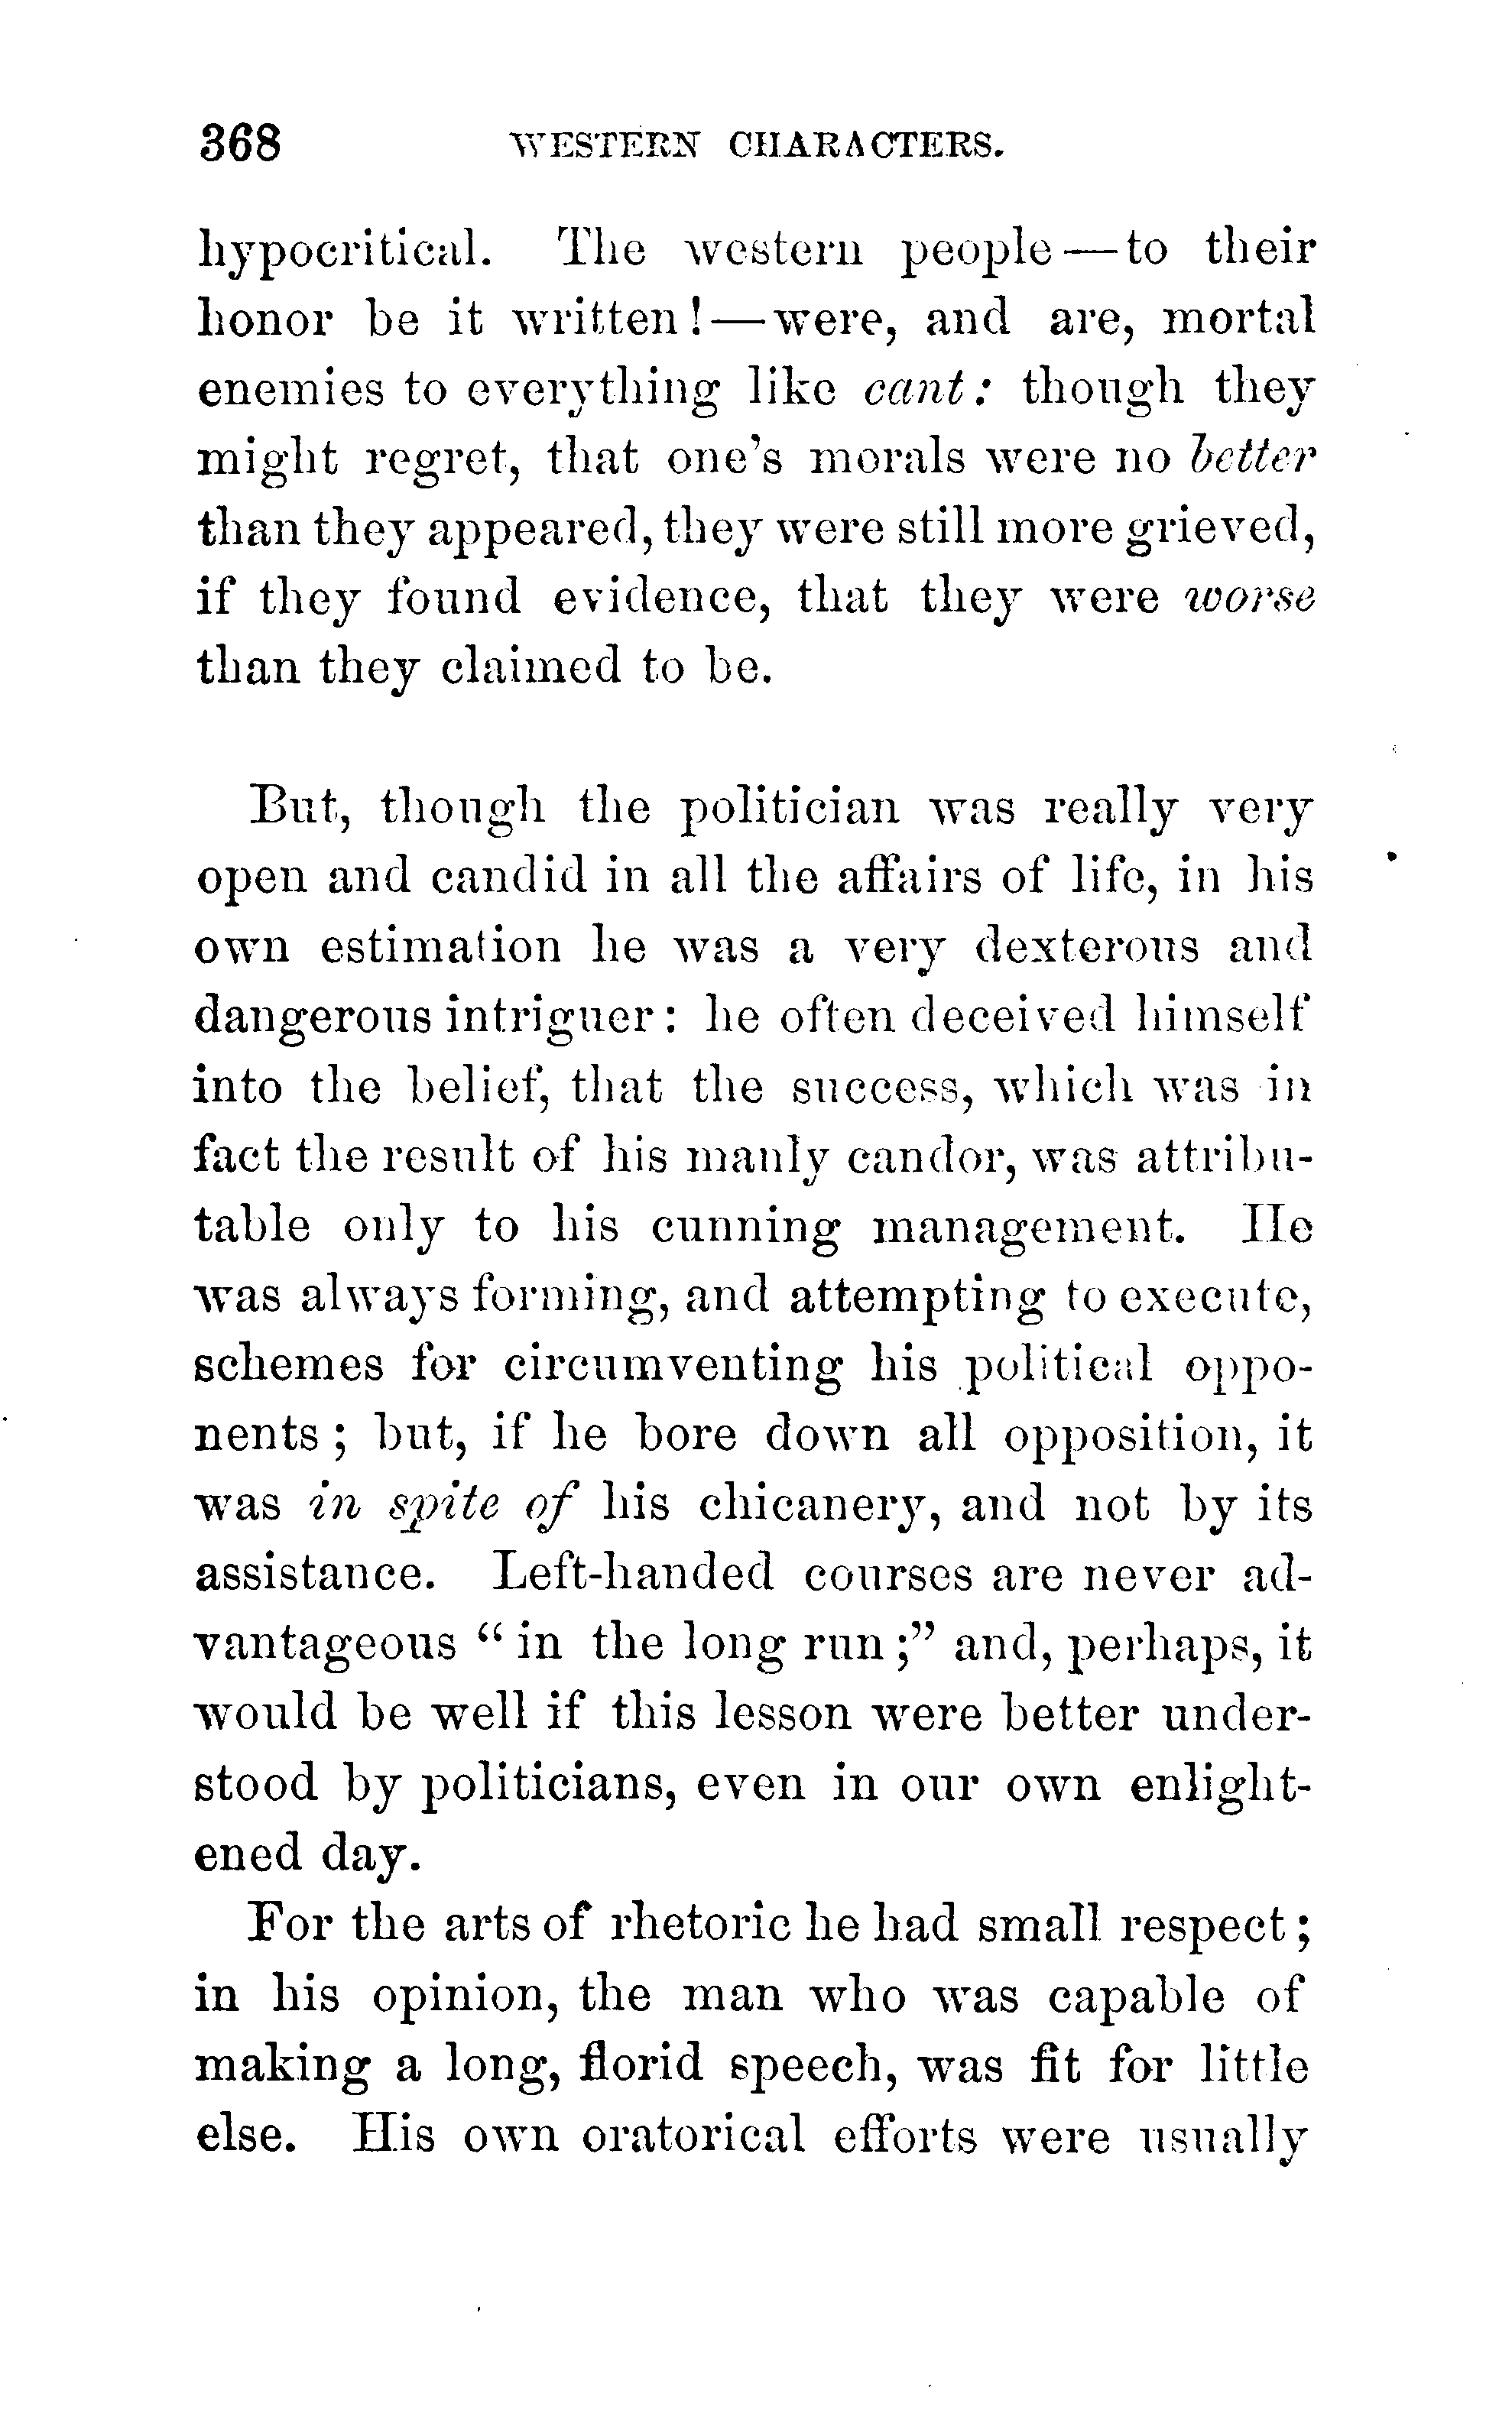 368 WESTERN CHARACTERS.
hypocritical. The western people—to their
honor be it written!—were, and are, mortal
enemies to everything like cant: though they
might regret, that one's morals were no better
than they appeared, they were still more grieved,
if they found evidence, that they were worse
than they claimed to be.
But, though the politician was really very
open and candid in all the affairs of life, in his
own estimation he was a very dexterous and
dangerous intriguer: he often deceived himself
into the belief, that the success, which was in
fact the result of his manly candor, was attribu-
table only to his cunning management. He
was always forming, and attempting to execute,
schemes for circumventing his political oppo-
nents; but, if he bore down all opposition, it
was in spite of his chicanery, and not by its
assistance. Left-handed courses are never ad-
vantageous "in the long run;" and, perhaps, it
would be well if this lesson were better under-
stood by politicians, even in our own enlight-
ened day.
For the arts of rhetoric he had small respect;
in his opinion, the man who was capable of
making a long, florid speech, was fit for little
else. His own oratorical efforts were usually